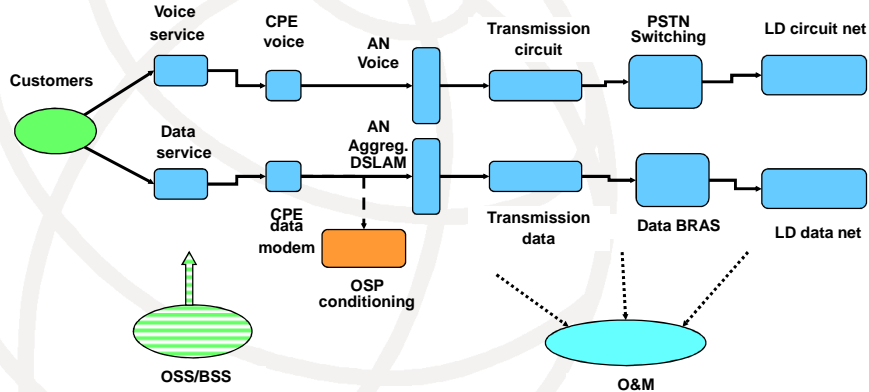 Voice
service
CPE
voice
AN
Voice
Transmission
circuit
PSTN
Switching
LD circuit net
Customers
Data
service
AN
Aggreg.
DSLAM
CPE
data
modem
OSP
conditioning
Transmission
data
Data BRAS
LD data net
OSS/BSS
O&M